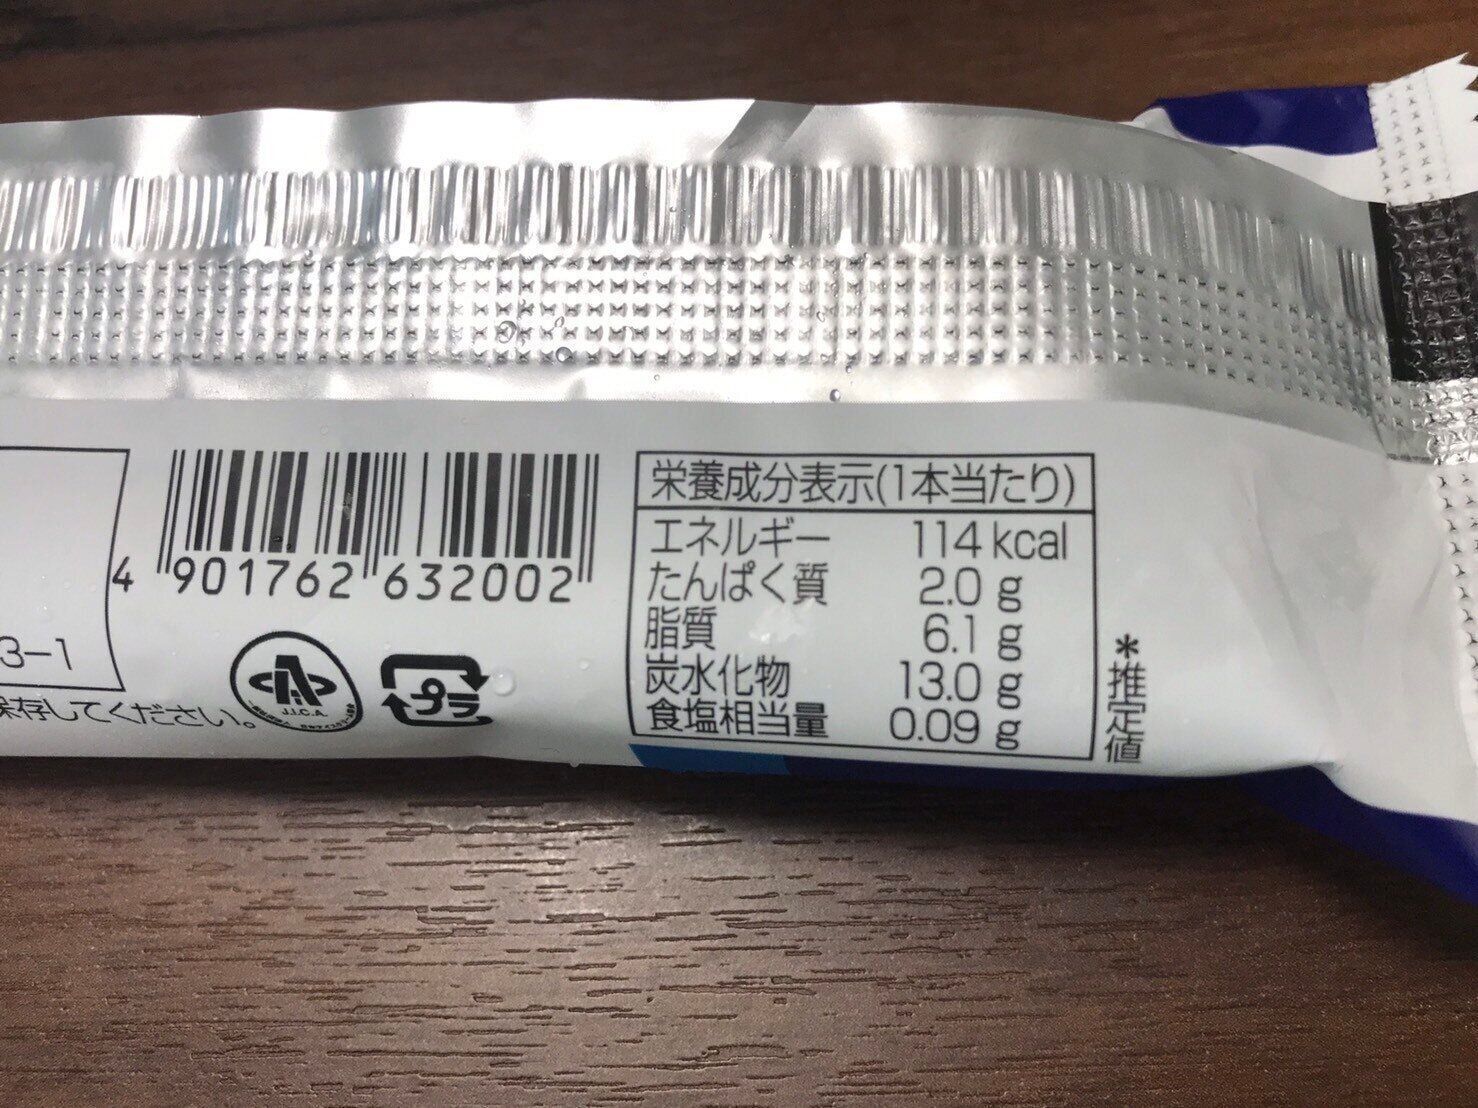 3-1
保存してください。
4 901762 632002
J.I.C.A.
プラ
栄養成分表示(1本当たり)
エネルギー 114 kcal
たんぱく質 2.0 g
脂質 6.1 g
炭水化物 13.0 g
食塩相当量 0.09 g
*推定値